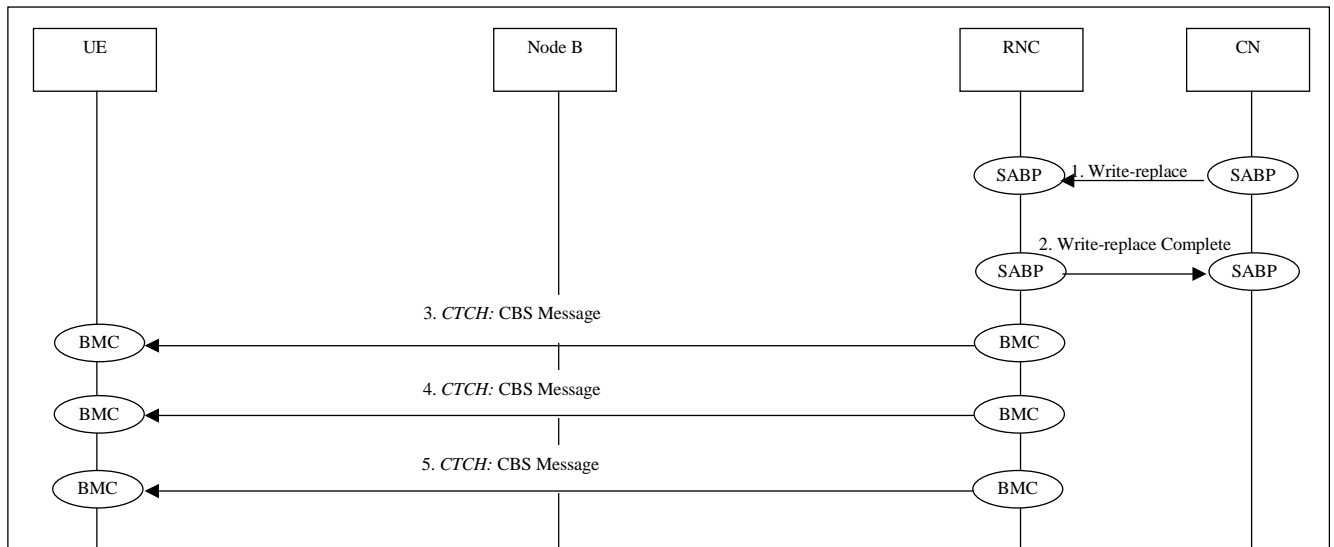 UE
Node B
RNC
CN
SABP
1. Write-replace
SABP
2. Write-replace Complete
SABP
SABP
3. CTCH: CBS Message
BMC
BMC
4. CTCH: CBS Message
BMC
BMC
5. CTCH: CBS Message
BMC
BMC